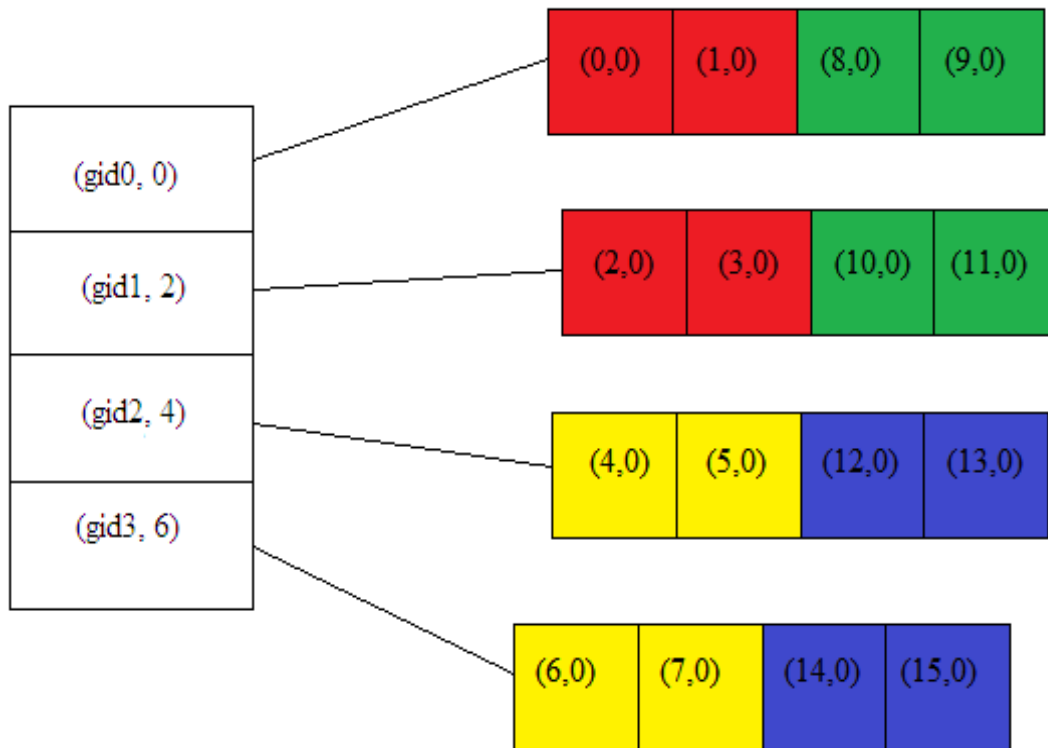 (0,0) (1,0) (8,0) (9,0)
(gid0, 0)
(2,0) (3,0) (10,0) (11,0)
(gid1, 2)
(gid2, 4)
(4,0) (5,0) (12,0) (13,0)
(gid3, 6)
(6,0) (7,0) (14,0) (15,0)